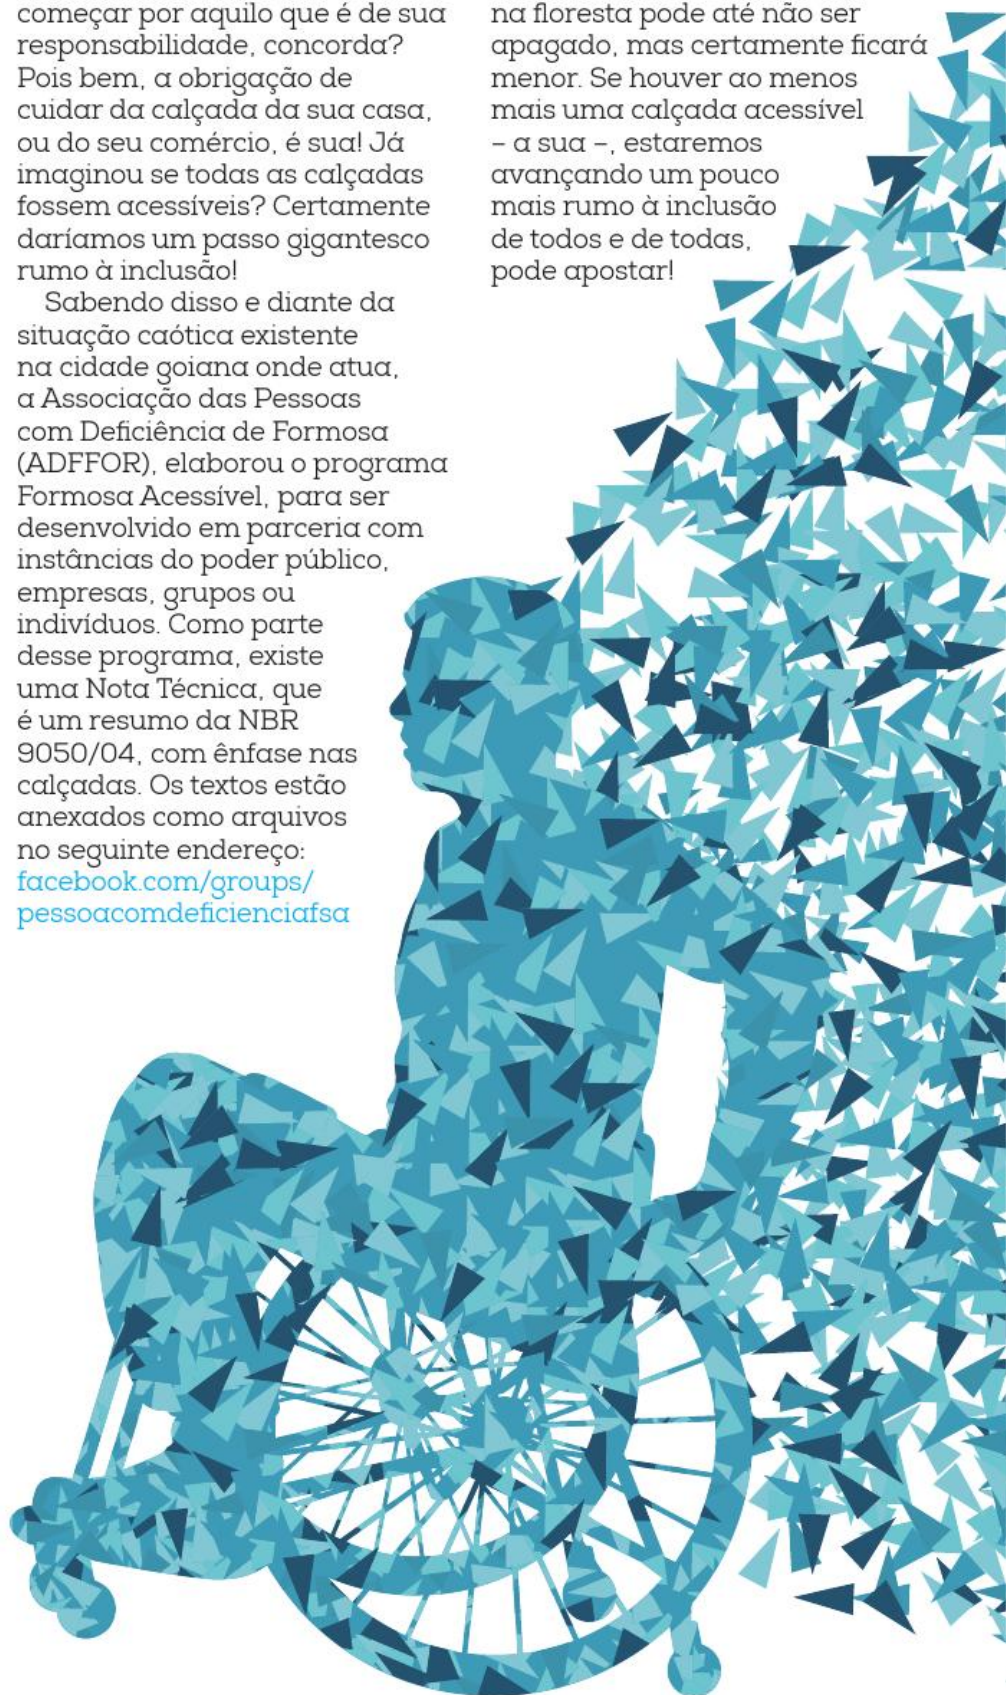 começar por aquilo que é de sua
responsabilidade, concorda?
Pois bem, a obrigação de
cuidar da calçada da sua casa,
ou do seu comércio, é sua! Já
imaginou se todas as calçadas
fossem acessíveis? Certamente
daríamos um passo gigantesco
rumo à inclusão!
Sabendo disso e diante da
situação caótica existente
na cidade goiana onde atua,
a Associação das Pessoas
com Deficiência de Formosa
(ADFFOR), elaborou o programa
Formosa Acessível, para ser
desenvolvido em parceria com
instâncias do poder público,
empresas, grupos ou
indivíduos. Como parte
desse programa, existe
uma Nota Técnica, que
é um resumo da NBR
9050/04, com ênfase nas
calçadas. Os textos estão
anexados como arquivos
no seguinte endereço:
facebook.com/groups/
pessoacomdeficienciafsa
na floresta pode até não ser
apagado, mas certamente ficará
menor. Se houver ao menos
mais uma calçada acessível
– a sua –, estaremos
avançando um pouco
mais rumo à inclusão
de todos e de todas,
pode apostar!